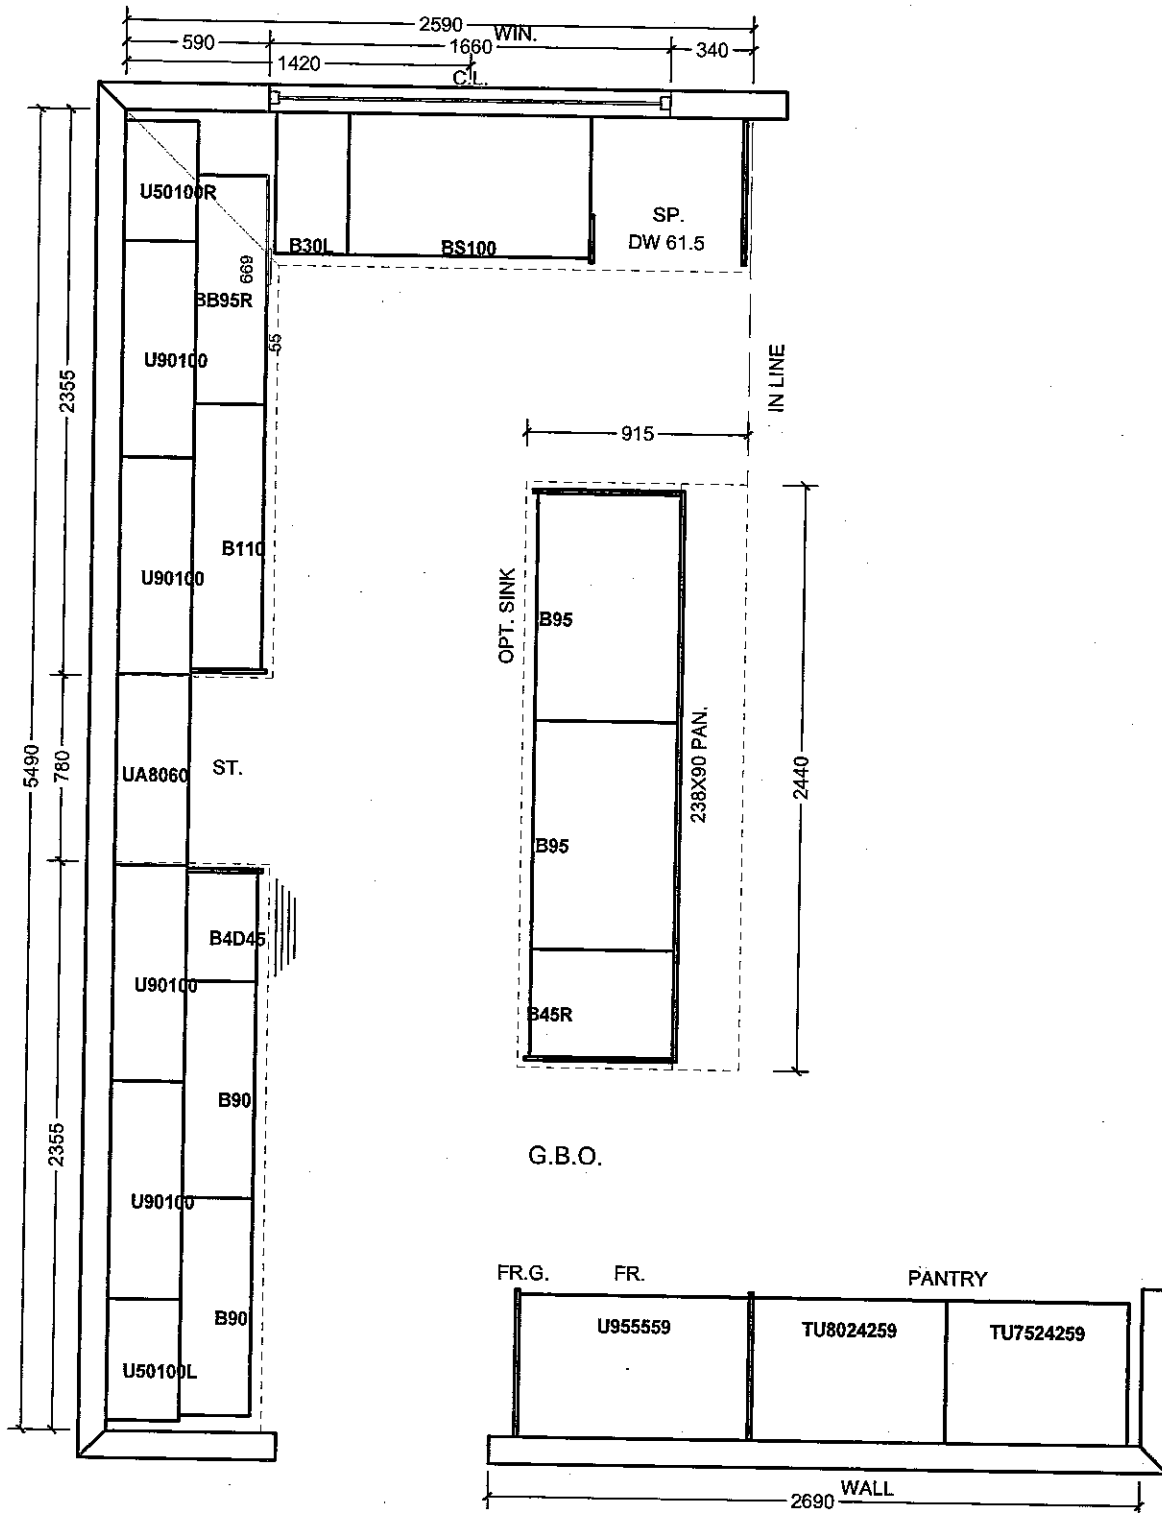 2590
WIN.
590
1660
340
1420
C.L.
U50100R
SP.
DW 61.5
B30L
BS100
669
BB95R
55
U90100
IN LINE
2355
915
B110
U90100
OPT. SINK
B95
238X90 PAN.
5490
780
UA8060
ST.
2440
B95
B4D45
U90100
B45R
B90
2355
G.B.O.
U90100
FR.G.
FR.
PANTRY
B90
U955559
TU8024259
TU7524259
U50100L
WALL
2690